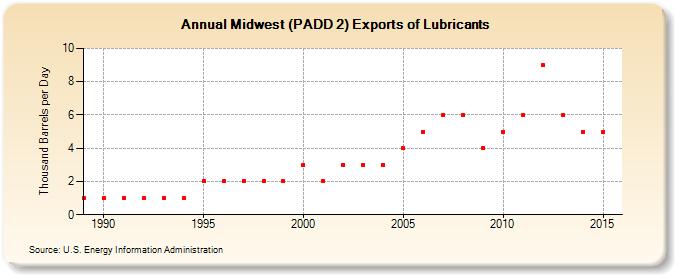 Annual Midwest (PADD 2) Exports of Lubricants
Thousand Barrels per Day
10
8
6
4
2
0
1990 1995 2000 2005 2010 2015
Source: U.S. Energy Information Administration